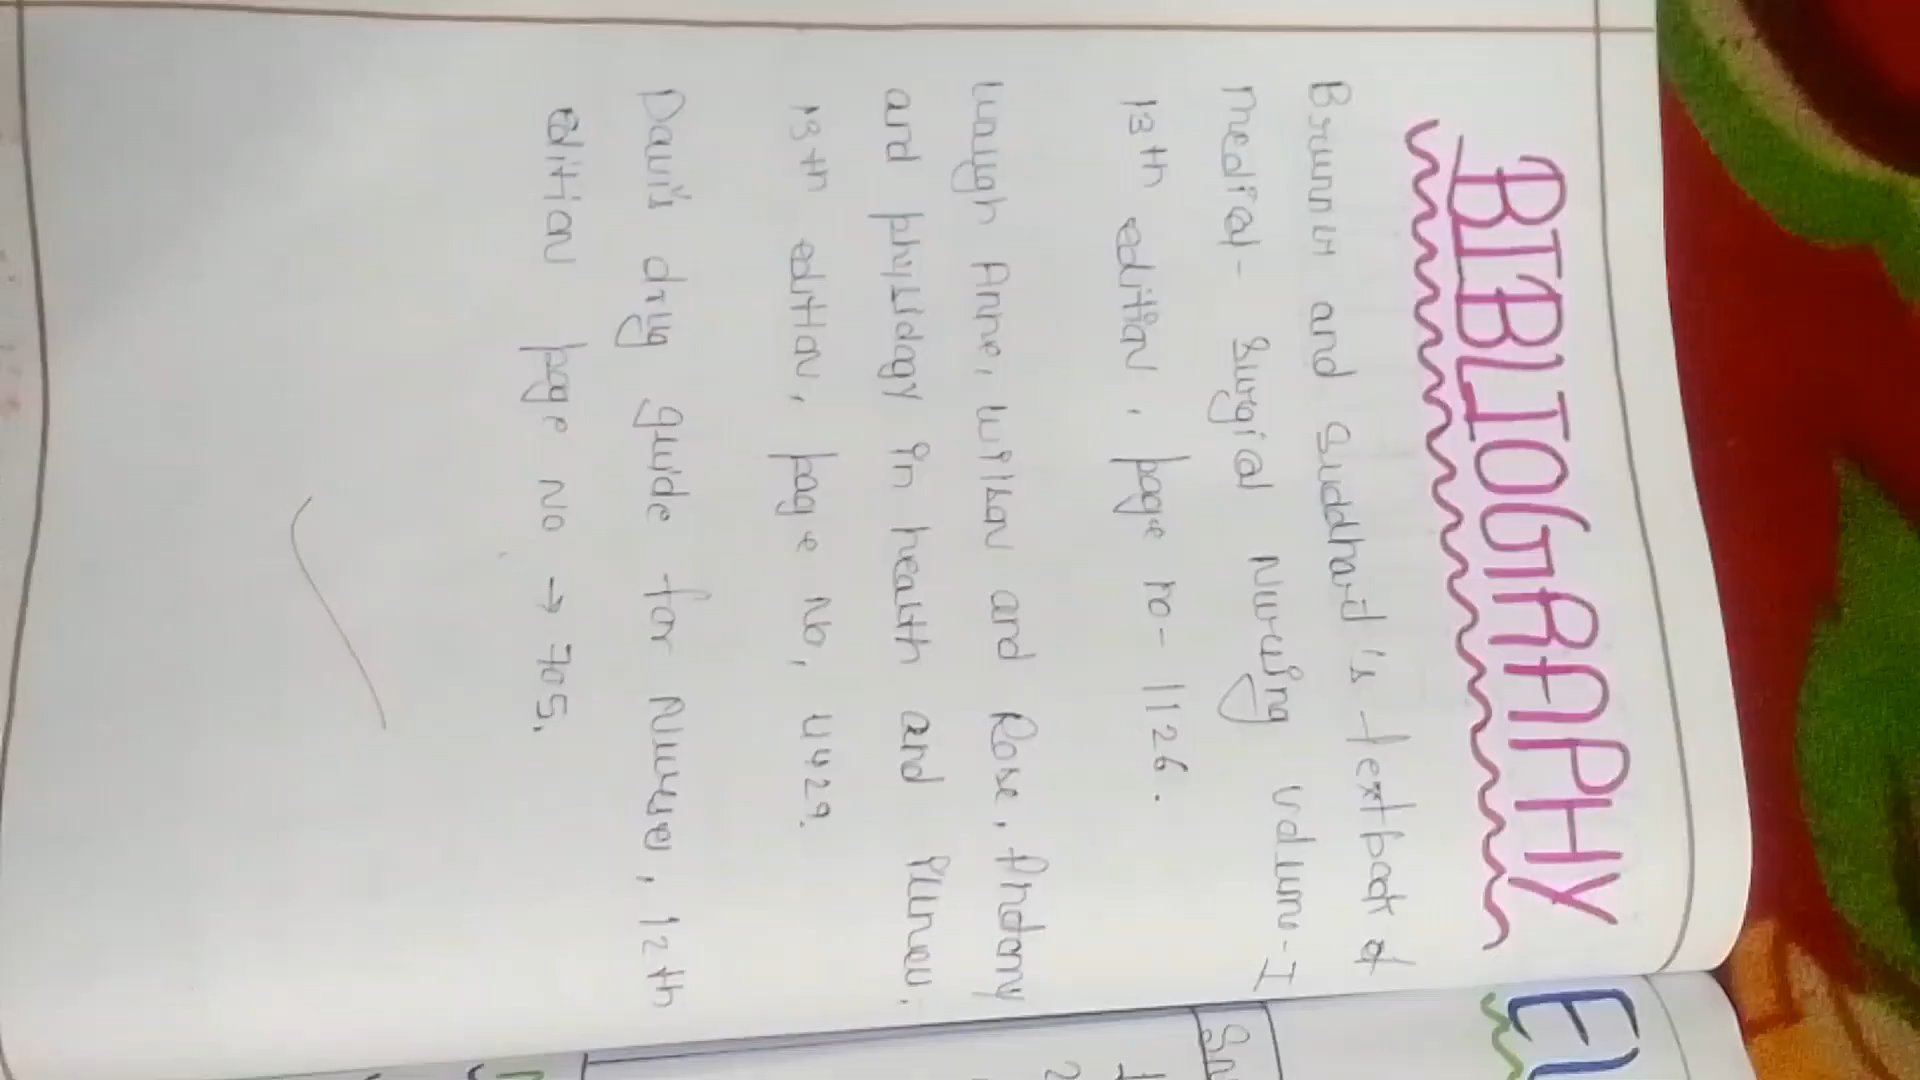 BIBLIOGRAPHY
Brunnin and Suddharth's textbook of
medical - Surgical Nursing Volume - I
13th edition, page no - 1126.
Waugh Anne, Wilson and Rose, Anatomy
and physiology in health and illness.
13th edition, page No, 4429.
Davis drug guide for Nurses, 12th
edition page No → 705.